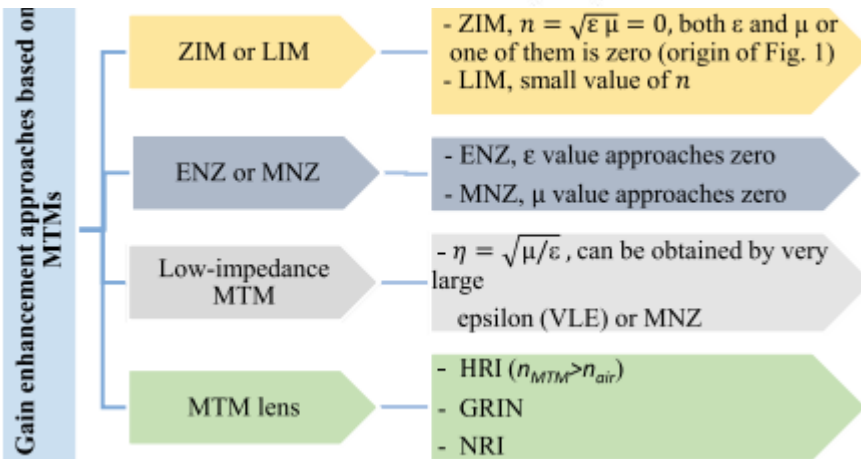 Gain enhancement approaches based on
MTMs
ZIM or LIM
- ZIM, n = √ε μ = 0, both ε and μ or
one of them is zero (origin of Fig. 1)
- LIM, small value of n
ENZ or MNZ
- ENZ, ε value approaches zero
- MNZ, μ value approaches zero
Low-impedance
MTM
- η = √μ/ε , can be obtained by very
large
epsilon (VLE) or MNZ
MTM lens
- HRI (nMTM>nair)
- GRIN
- NRI